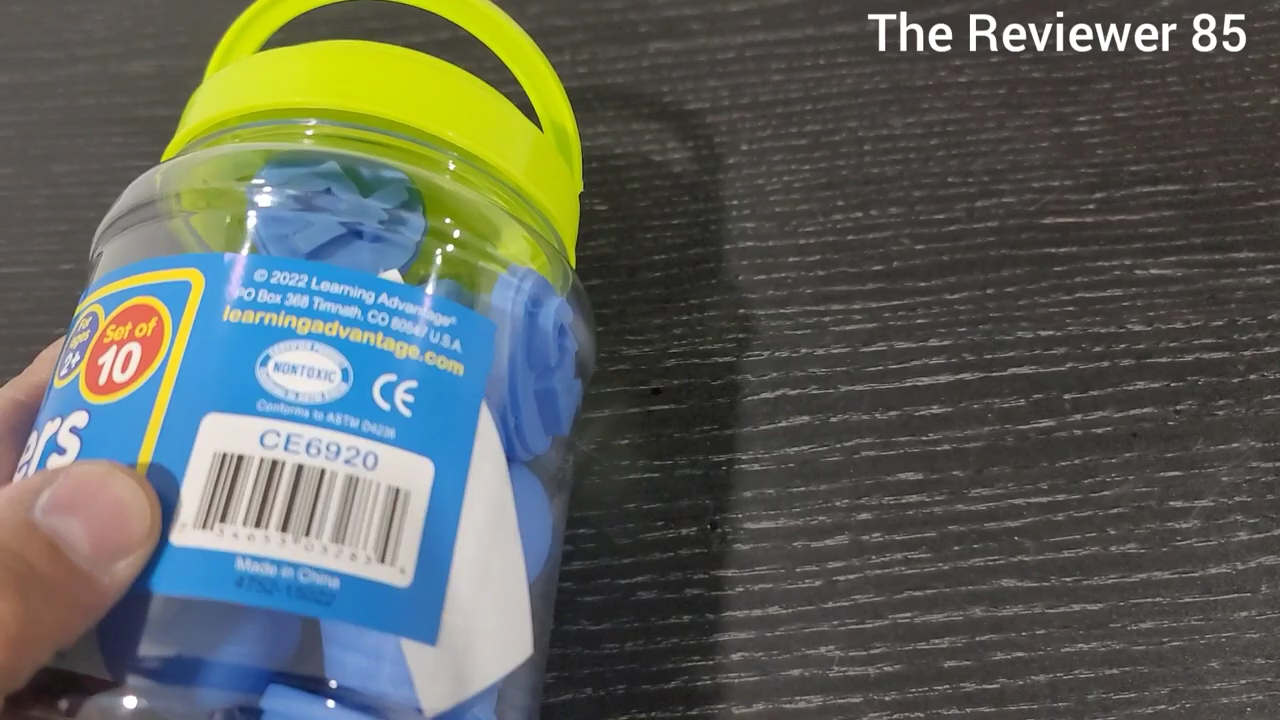 The Reviewer 85
© 2022 Learning Advantage®
PO Box 368 Timnath, CO 80547 U.S.A.
learningadvantage.com
For
ages
2+
Set of
10
NONTOXIC
CE
Conforms to ASTM D4236
ers
CE6920
Made in China